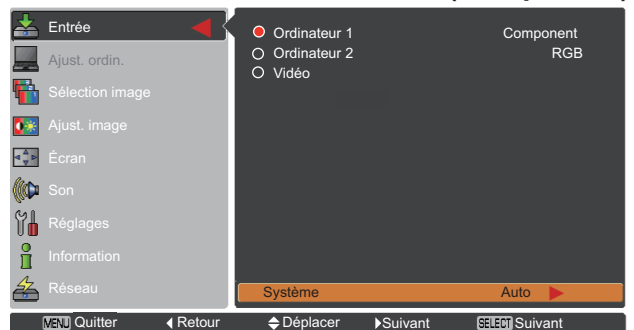 Entrée
Ajust. ordin.
Sélection image
Ajust. image
Écran
Son
Réglages
Information
Réseau
Ordinateur 1 Component
Ordinateur 2 RGB
Vidéo
Système Auto
MENU Quitter Retour Déplacer Suivant SELECT Suivant